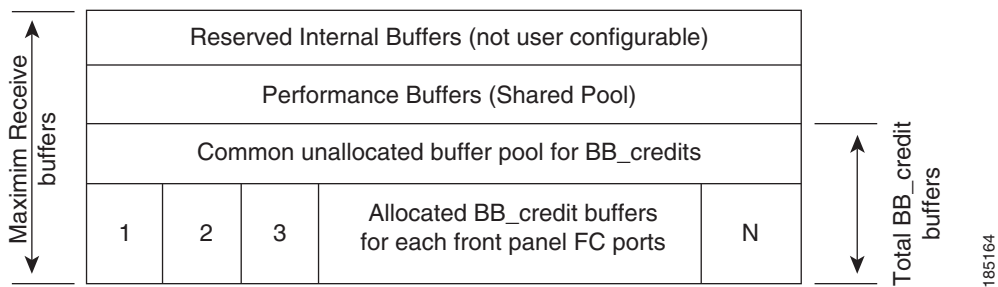 Maximim Receive
buffers
Reserved Internal Buffers (not user configurable)
Performance Buffers (Shared Pool)
Common unallocated buffer pool for BB_credits
1
2
3
Allocated BB_credit buffers
for each front panel FC ports
N
Total BB_credit
buffers
185164